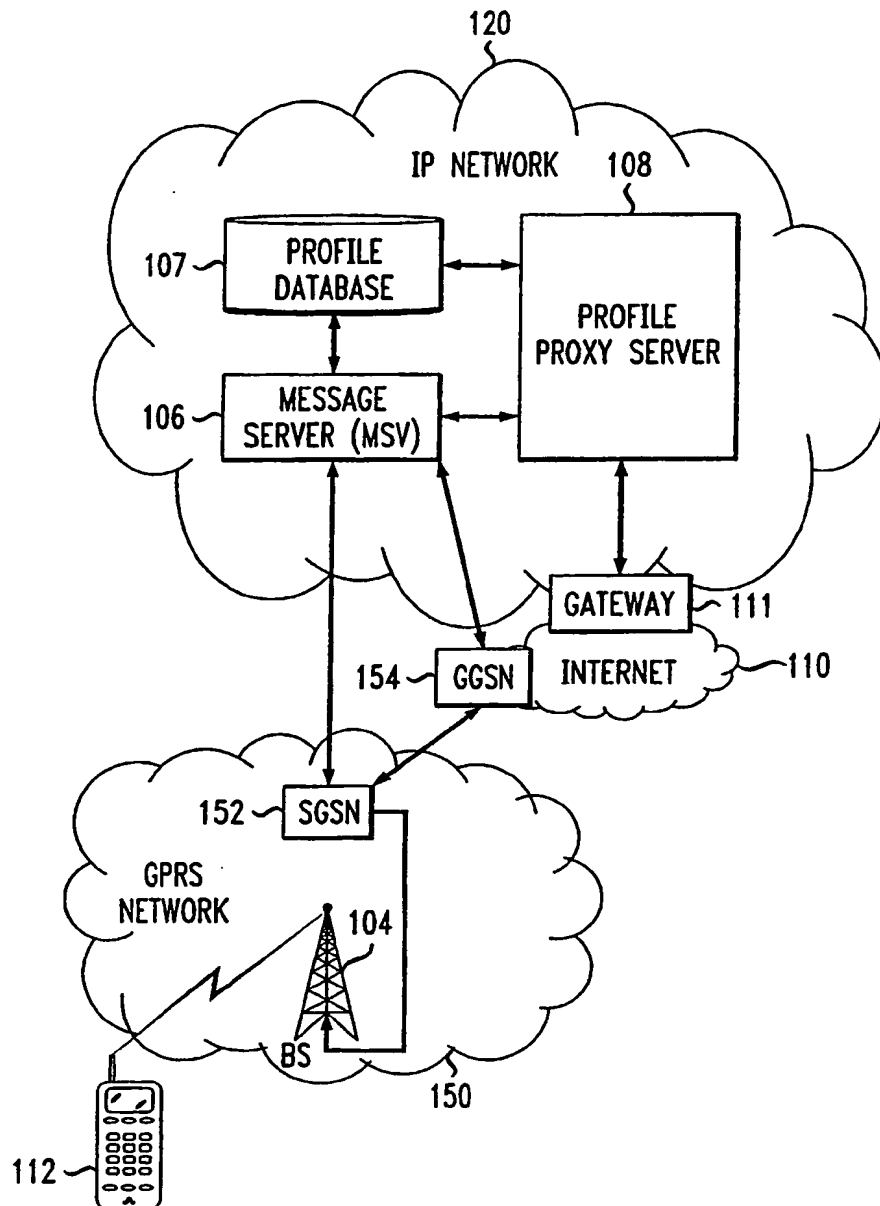 120
IP NETWORK
108
107
PROFILE
DATABASE
PROFILE
PROXY SERVER
106
MESSAGE
SERVER (MSV)
GATEWAY
111
154
GGSN
INTERNET
110
152
SGSN
GPRS
NETWORK
104
BS
150
112